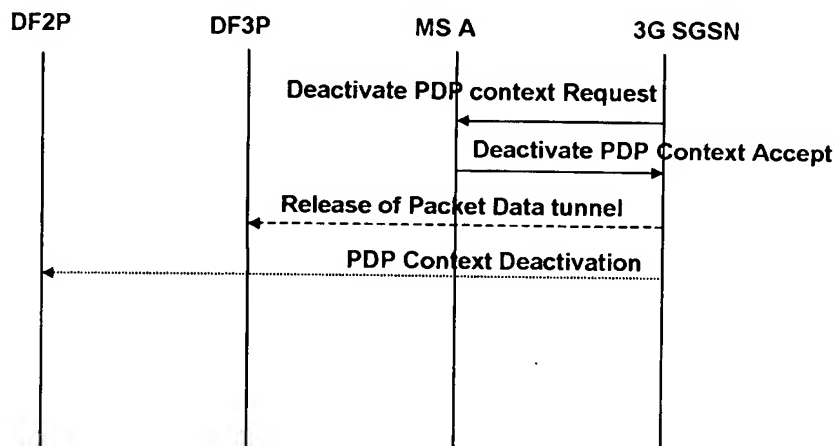 DF2P DF3P MS A 3G SGSN
Deactivate PDP context Request
Deactivate PDP Context Accept
Release of Packet Data tunnel
PDP Context Deactivation